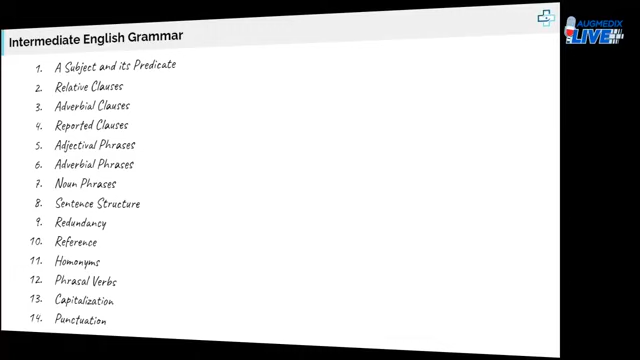 Intermediate English Grammar
AUGMEDIX
LIVE
1. A Subject and its Predicate
2. Relative Clauses
3. Adverbial Clauses
4. Reported Clauses
5. Adjectival Phrases
6. Adverbial Phrases
7. Noun Phrases
8. Sentence Structure
9. Redundancy
10. Reference
11. Homonyms
12. Phrasal Verbs
13. Capitalization
14. Punctuation